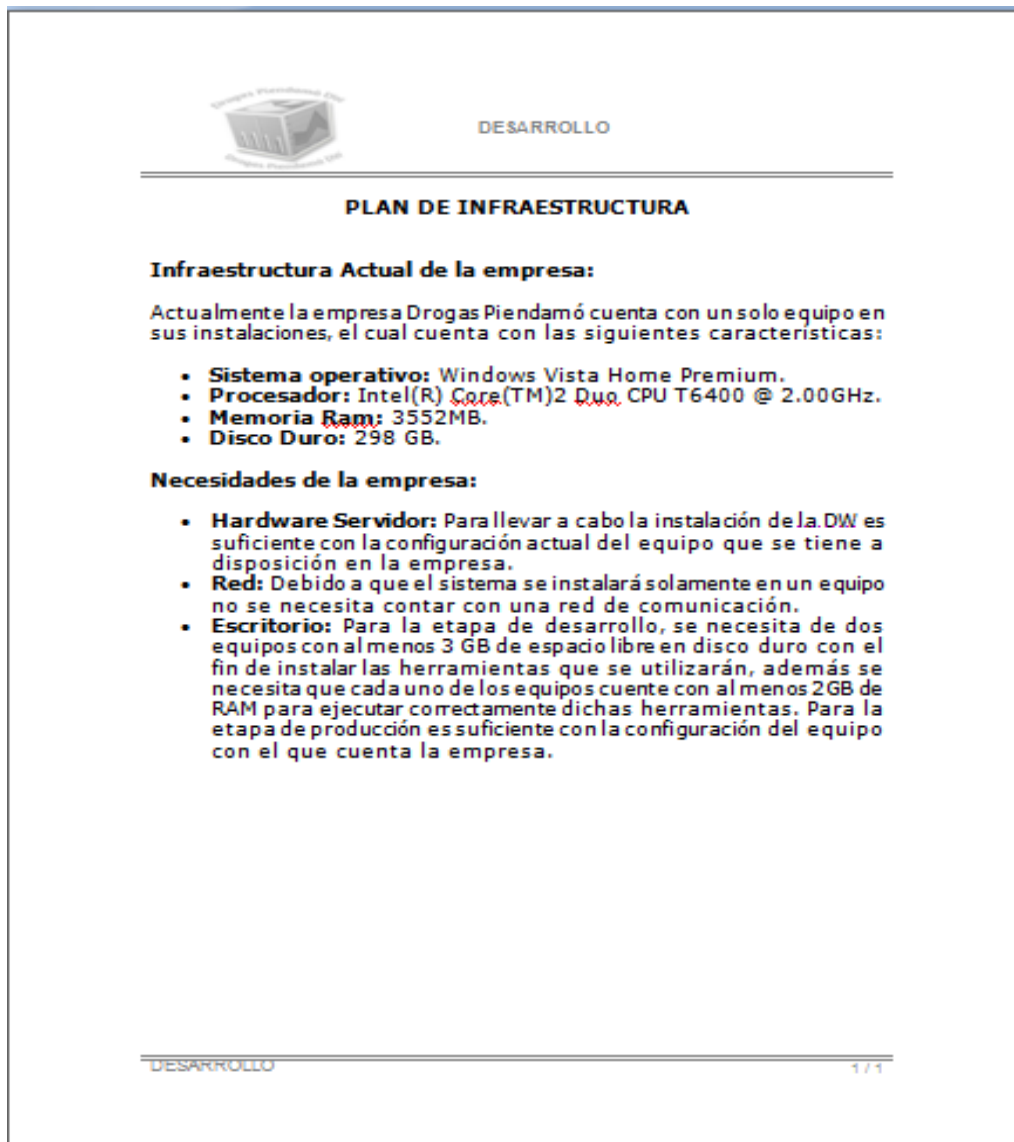 Drogas Piendamó DW
DESARROLLO
Drogas Piendamó DW
PLAN DE INFRAESTRUCTURA
Infraestructura Actual de la empresa:
Actualmente la empresa Drogas Piendamó cuenta con un solo equipo en
sus instalaciones, el cual cuenta con las siguientes características:
• Sistema operativo: Windows Vista Home Premium.
• Procesador: Intel(R) Core(TM)2 Duo CPU T6400 @ 2.00GHz.
• Memoria Ram: 3552MB.
• Disco Duro: 298 GB.
Necesidades de la empresa:
• Hardware Servidor: Para llevar a cabo la instalación de la DW es
suficiente con la configuración actual del equipo que se tiene a
disposición en la empresa.
• Red: Debido a que el sistema se instalará solamente en un equipo
no se necesita contar con una red de comunicación.
• Escritorio: Para la etapa de desarrollo, se necesita de dos
equipos con al menos 3 GB de espacio libre en disco duro con el
fin de instalar las herramientas que se utilizarán, además se
necesita que cada uno de los equipos cuente con al menos 2GB de
RAM para ejecutar correctamente dichas herramientas. Para la
etapa de producción es suficiente con la configuración del equipo
con el que cuenta la empresa.
DESARROLLO 1 / 1